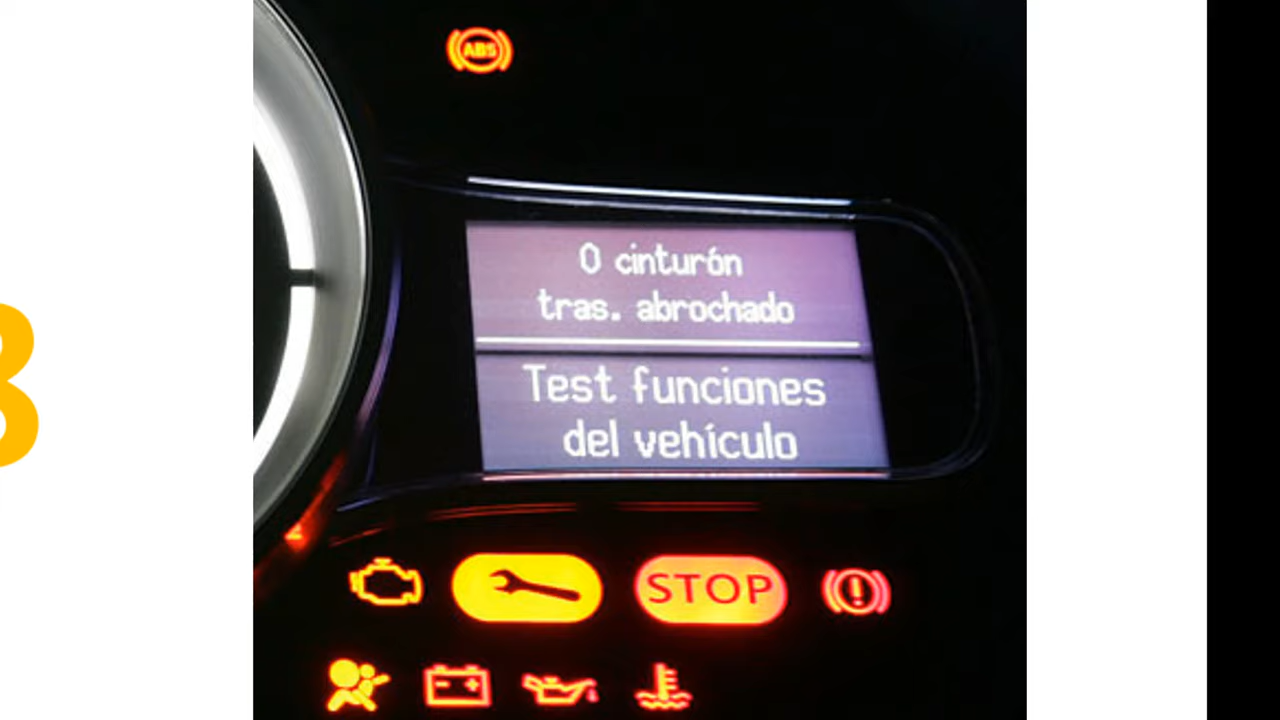 ABS
0 cinturón
tras. abrochado
Test funciones
del vehículo
STOP